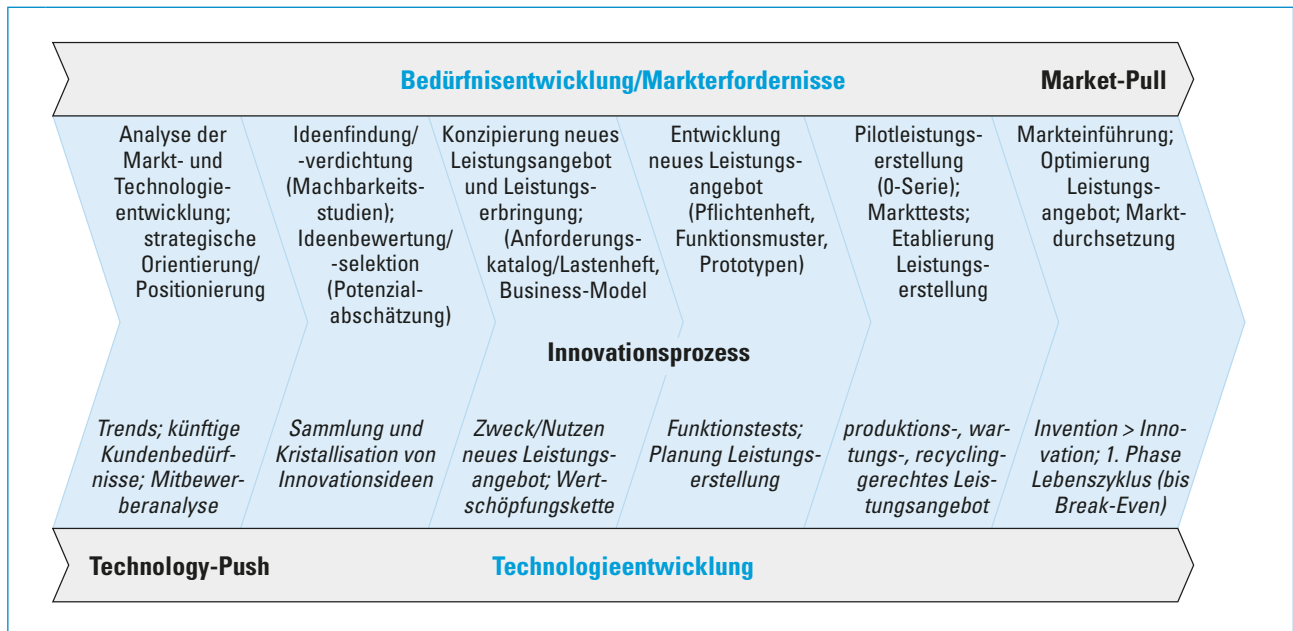 Bedürfnisentwicklung/Markterfordernisse
Market-Pull
Analyse der
Markt- und
Technologie-
entwicklung;
strategische
Orientierung/
Positionierung
Ideenfindung/
-verdichtung
(Machbarkeits-
studien);
Ideenbewertung/
-selektion
(Potenzial-
abschätzung)
Konzipierung neues
Leistungsangebot
und Leistungs-
erbringung;
(Anforderungs-
katalog/Lastenheft,
Business-Model
Entwicklung
neues Leistungs-
angebot
(Pflichtenheft,
Funktionsmuster,
Prototypen)
Pilotleistungs-
erstellung
(0-Serie);
Markttests;
Etablierung
Leistungs-
erstellung
Markteinführung;
Optimierung
Leistungs-
angebot; Markt-
durchsetzung
Innovationsprozess
Trends; künftige
Kundenbedürf-
nisse; Mitbewer-
beranalyse
Sammlung und
Kristallisation von
Innovationsideen
Zweck/Nutzen
neues Leistungs-
angebot; Wert-
schöpfungskette
Funktionstests;
Planung Leistungs-
erstellung
produktions-, war-
tungs-, recycling-
gerechtes Leis-
tungsangebot
Invention > Inno-
vation; 1. Phase
Lebenszyklus (bis
Break-Even)
Technology-Push
Technologieentwicklung